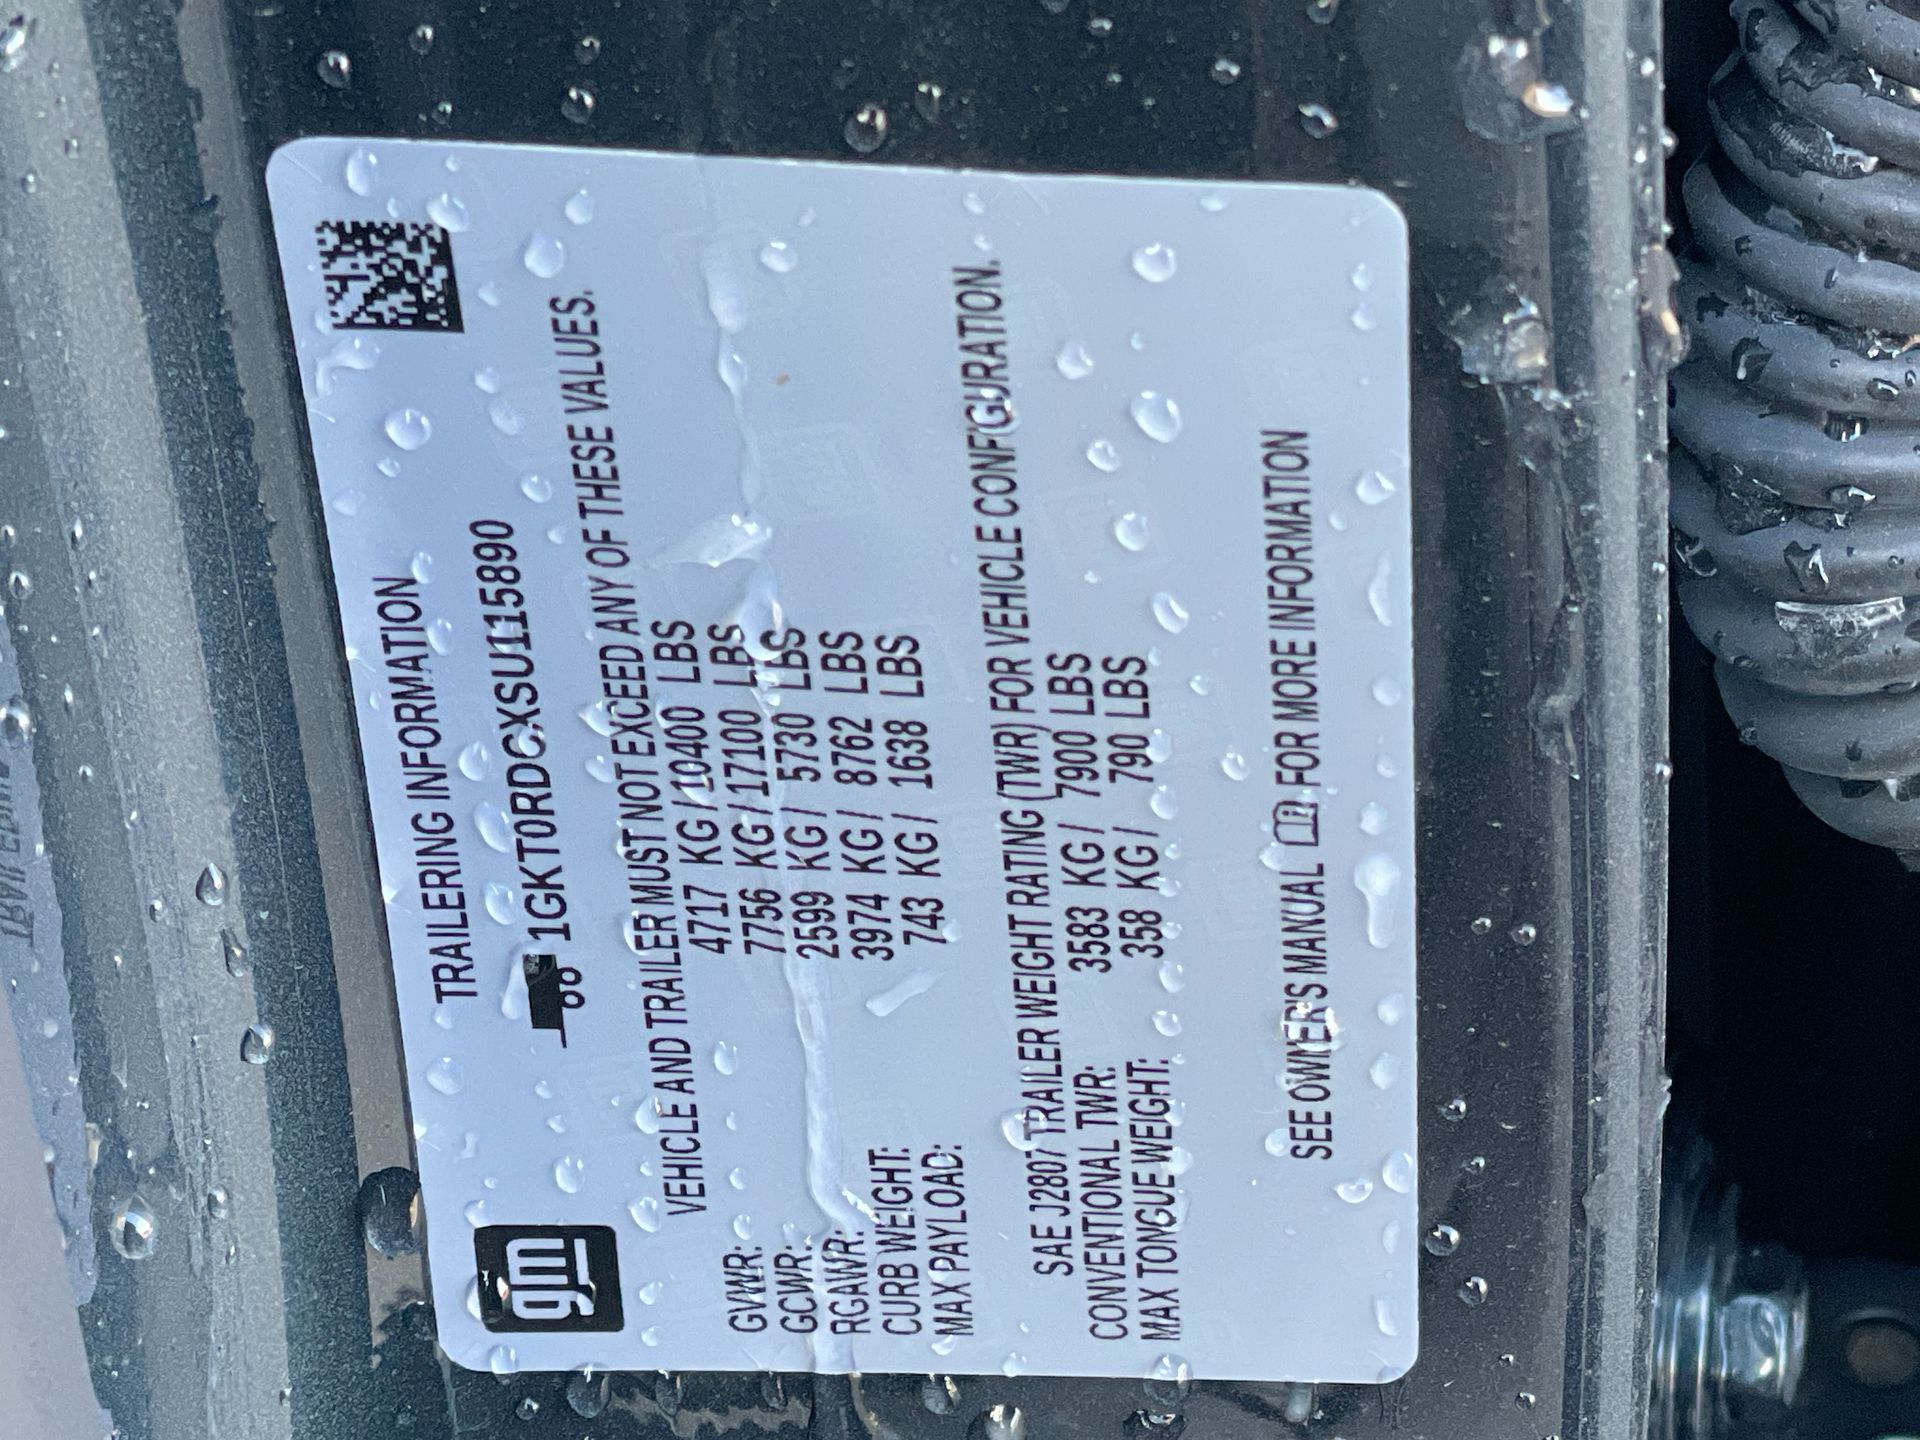 TRAILERING INFORMATION
gm
1GKT0RDCXSU115890
VEHICLE AND TRAILER MUST NOT EXCEED ANY OF THESE VALUES.
GVWR: 4717 KG / 10400 LBS
GCWR: 7756 KG / 17100 LBS
RGAWR: 2599 KG / 5730 LBS
CURB WEIGHT: 3974 KG / 8762 LBS
MAX PAYLOAD: 743 KG / 1638 LBS
SAE J2807 TRAILER WEIGHT RATING (TWR) FOR VEHICLE CONFIGURATION.
CONVENTIONAL TWR: 3583 KG / 7900 LBS
MAX TONGUE WEIGHT: 358 KG / 790 LBS
SEE OWNER'S MANUAL FOR MORE INFORMATION